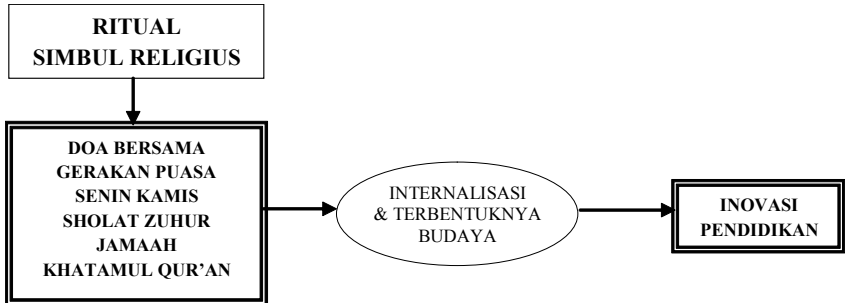 RITUAL
SIMBUL RELIGIUS
DOA BERSAMA
GERAKAN PUASA
SENIN KAMIS
SHOLAT ZUHUR
JAMAAH
KHATAMUL QUR'AN
INTERNALISASI
& TERBENTUKNYA
BUDAYA
INOVASI
PENDIDIKAN